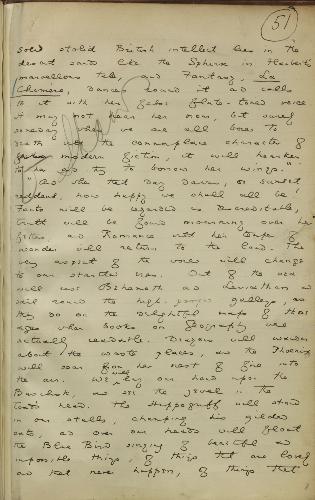 51
solid stolid British intellect lies in the
desert sands like the Sphinx in Flaubert's
marvellous tale, and Fantasy, La
Chimère, dances round it and calls
to it with her false flute-toned voice
it may not hear her now, but surely
some day when we are all bored to
death with the commonplace character of
modern fiction, it will hearken
to her and try to borrow her wings.
And when that day dawns, or sunset
reddens, how happy we shall all be
Facts will be regarded as discreditable,
truth will be found mourning over her
fetters, and Romance with her temper of
wonder will return to the land. The
very aspect of the world will change
to our startled eyes. Out of the sea
will rise Behemoth and Leviathan and
sail round the high-pooped galleys, as
they do on the delightful maps of those
ages when books on geography were
actually readable. Dragons will wander
about the waste places, and the Phoenix
will soar from her nest of fire into
the air. We will lay our hands upon the
Basilisk, and see the jewel in the
toad's head. The Hippogriff will stand
in our stalls, champing his gilded
oats, and over our heads will float
the Blue Bird singing of beautiful and
impossible things, of things that are lovely
and that never happen, of things that